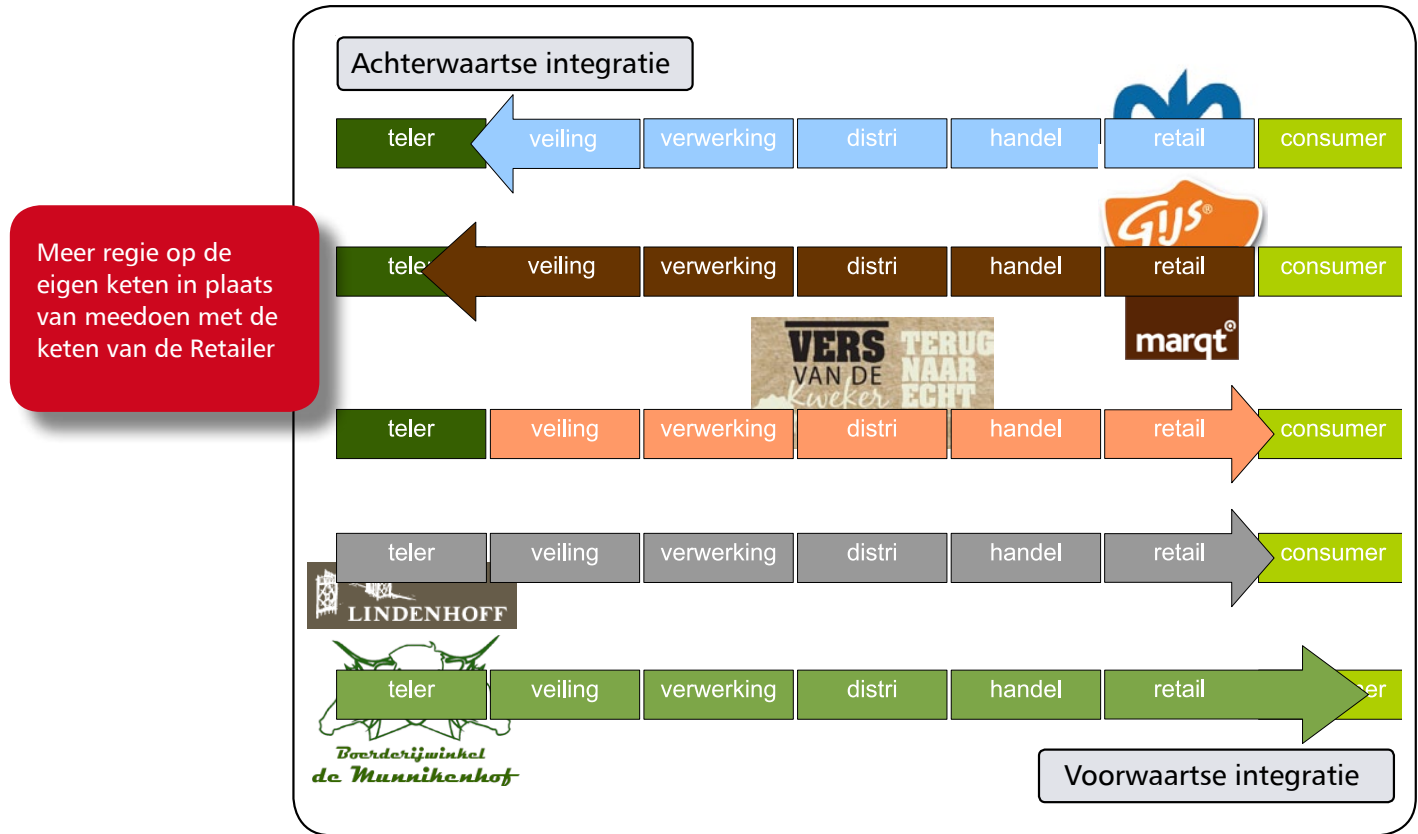 Achterwaartse integratie
teler veiling verwerking distri handel retail consumer
Meer regie op de
eigen keten in plaats
van meedoen met de
keten van de Retailer
GIJS®
teler veiling verwerking distri handel retail consumer
marqt
VERS
VAN DE
Kweker
TERUG
NAAR
ECHT
teler veiling verwerking distri handel retail consumer
teler veiling verwerking distri handel retail consumer
LINDENHOFF
teler veiling verwerking distri handel retail
Boerderijwinkel
de Munnikenhof
Voorwaartse integratie